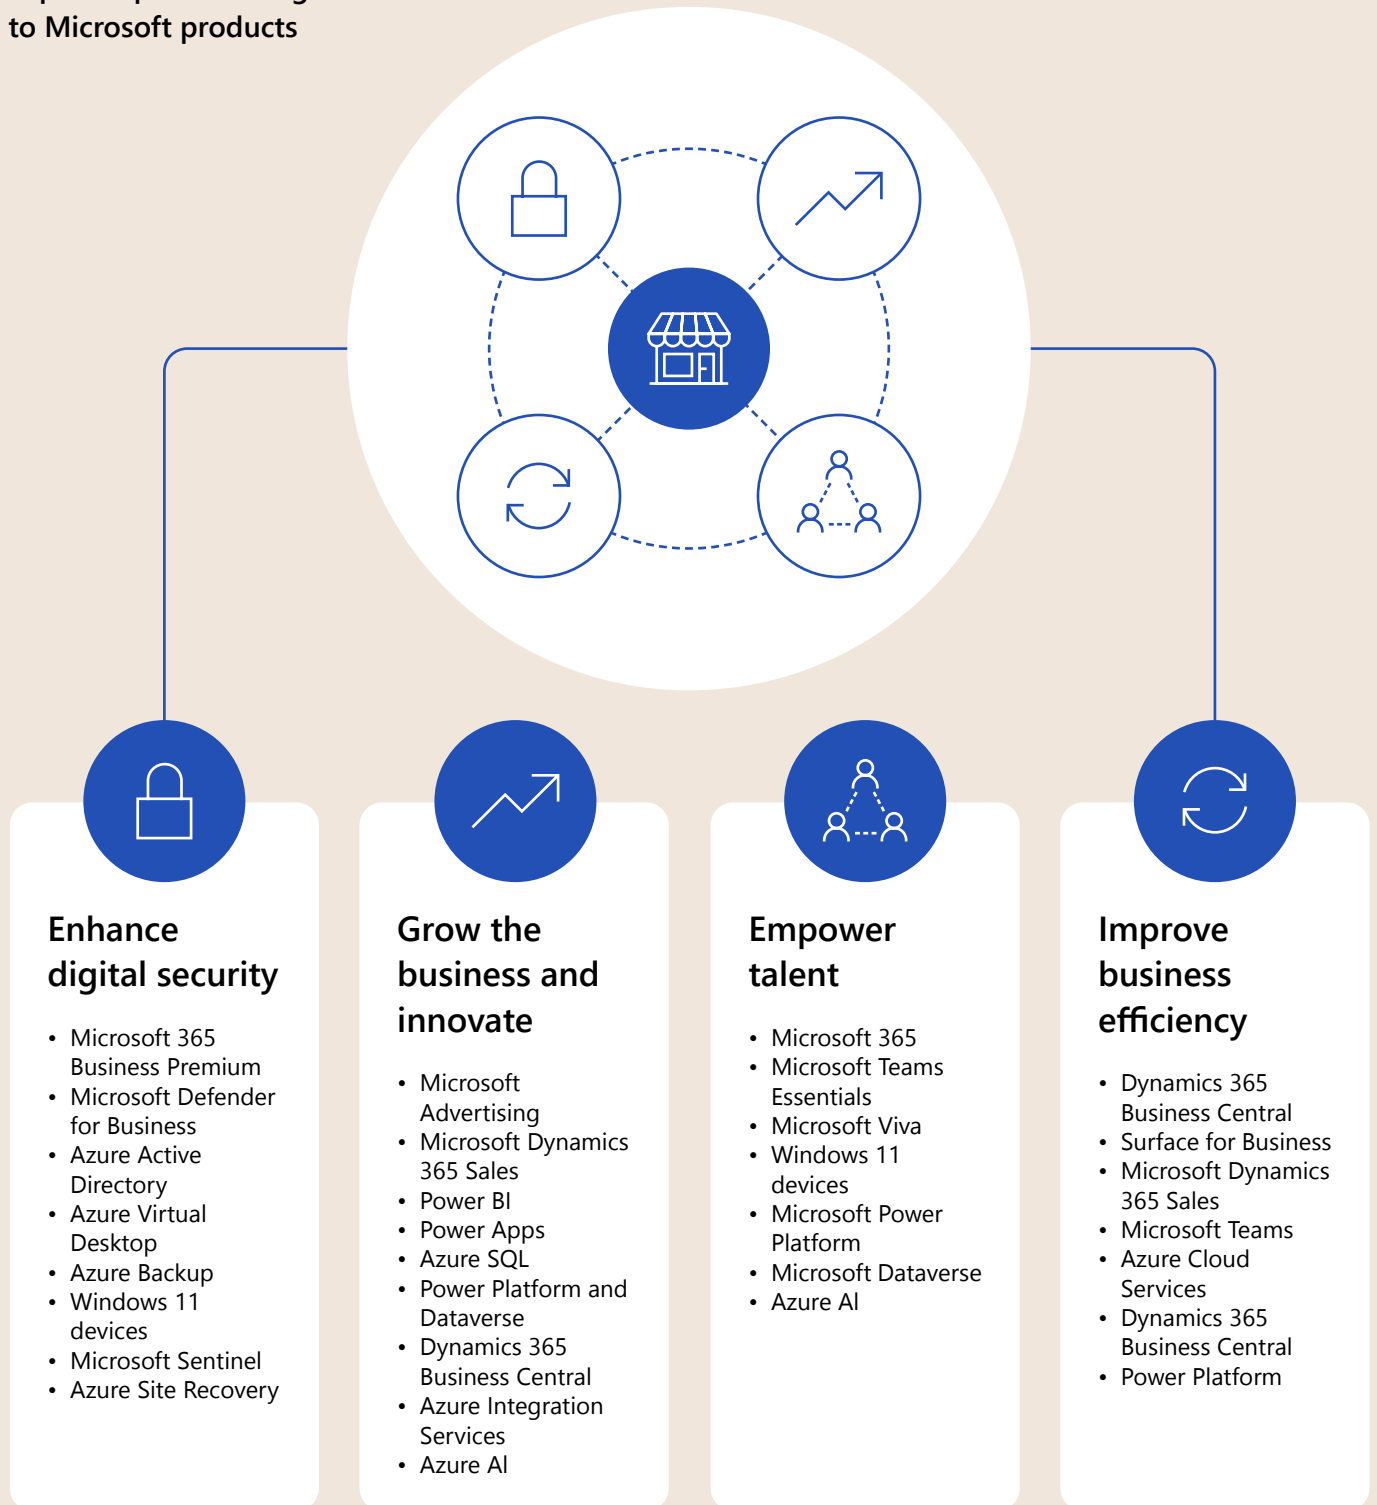 to Microsoft products
Enhance
digital security
• Microsoft 365
Business Premium
• Microsoft Defender
for Business
• Azure Active
Directory
• Azure Virtual
Desktop
• Azure Backup
• Windows 11
devices
• Microsoft Sentinel
• Azure Site Recovery
Grow the
business and
innovate
• Microsoft
Advertising
• Microsoft Dynamics
365 Sales
• Power BI
• Power Apps
• Azure SQL
• Power Platform and
Dataverse
• Dynamics 365
Business Central
• Azure Integration
Services
• Azure Al
Empower
talent
• Microsoft 365
• Microsoft Teams
Essentials
• Microsoft Viva
• Windows 11
devices
• Microsoft Power
Platform
• Microsoft Dataverse
• Azure Al
Improve
business
efficiency
• Dynamics 365
Business Central
• Surface for Business
• Microsoft Dynamics
365 Sales
• Microsoft Teams
• Azure Cloud
Services
• Dynamics 365
Business Central
• Power Platform